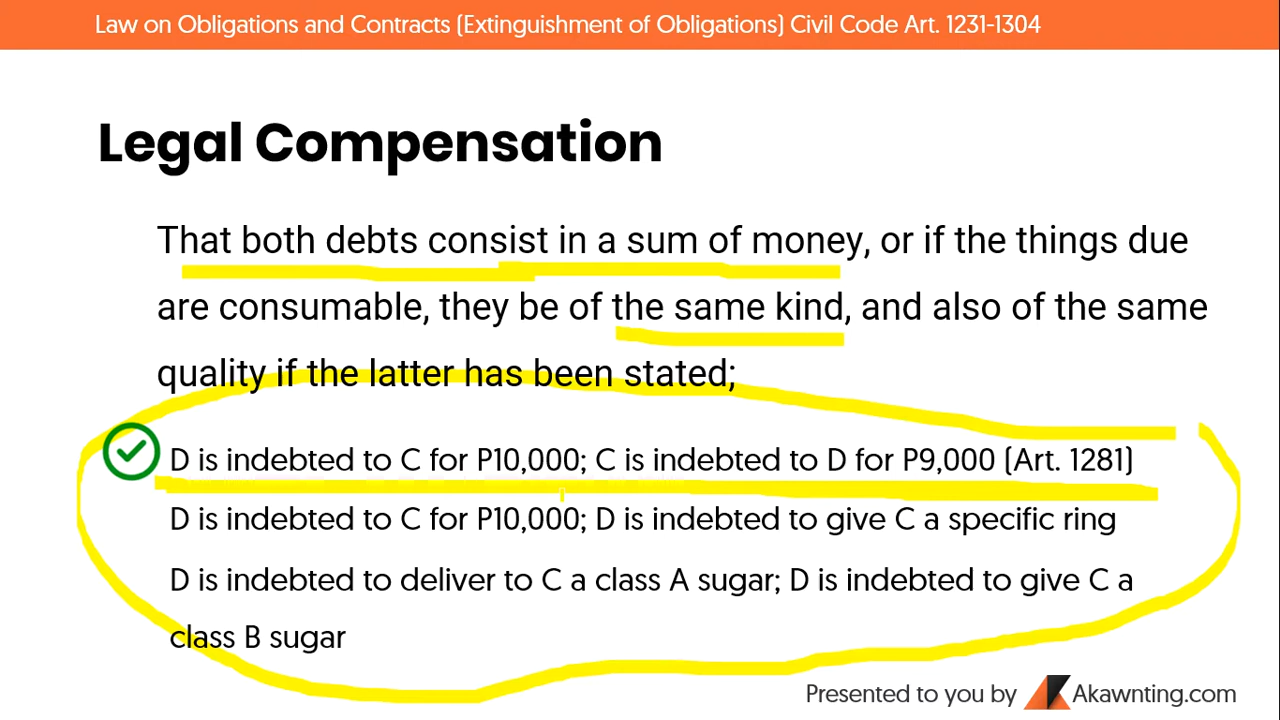 Law on Obligations and Contracts (Extinguishment of Obligations) Civil Code Art. 1231-1304
Legal Compensation
That both debts consist in a sum of money, or if the things due
are consumable, they be of the same kind, and also of the same
quality if the latter has been stated;
D is indebted to C for P10,000; C is indebted to D for P9,000 (Art. 1281)
D is indebted to C for P10,000; D is indebted to give C a specific ring
D is indebted to deliver to C a class A sugar; D is indebted to give C a
class B sugar
Presented to you by Akawnting.com